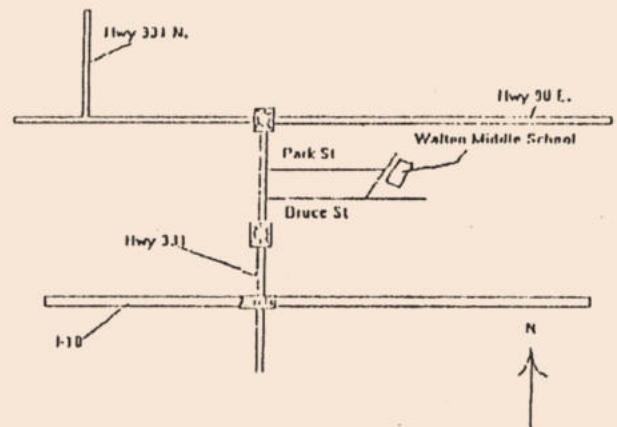 Hwy 331 N.
Hwy 90 E.
Walton Middle School
Park St
Bruce St
Hwy 331
I-10
N